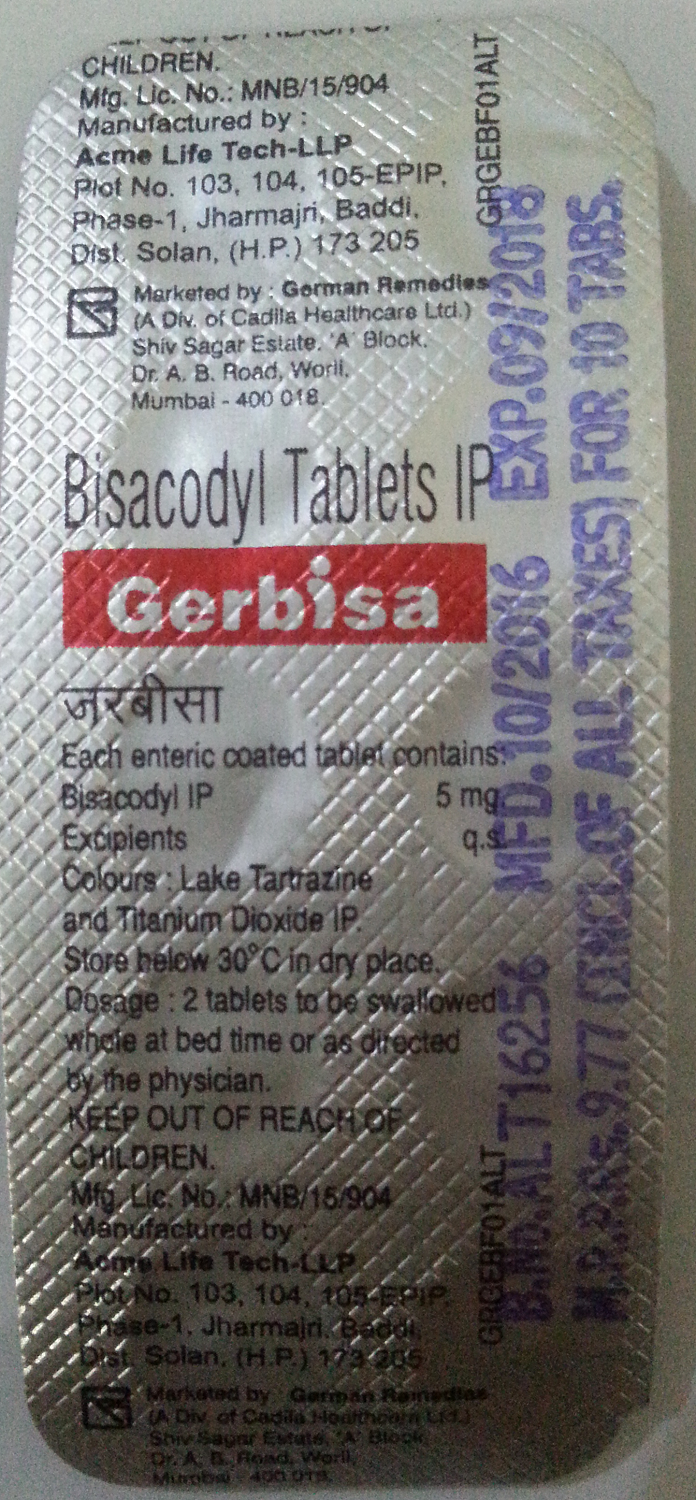 KEEP OUT OF REACH OF
CHILDREN.
Mfg. Lic. No.: MNB/15/904
Manufactured by :
Acme Life Tech-LLP
Plot No. 103, 104, 105-EPIP,
Phase-1, Jharmajri, Baddi,
Dist. Solan, (H.P.) 173 205
Marketed by : German Remedies
(A Div. of Cadila Healthcare Ltd.)
Shiv Sagar Estate, 'A' Block,
Dr. A. B. Road, Worli,
Mumbai - 400 018.
Bisacodyl Tablets IP
Gerbisa
जरबीसा
Each enteric coated tablet contains:
Bisacodyl IP 5 mg
Excipients q.s.
Colours : Lake Tartrazine
and Titanium Dioxide IP.
Store below 30°C in dry place.
Dosage : 2 tablets to be swallowed
whole at bed time or as directed
by the physician.
KEEP OUT OF REACH OF
CHILDREN.
Mfg. Lic. No.: MNB/15/904
Manufactured by :
Acme Life Tech-LLP
Plot No. 103, 104, 105-EPIP,
Phase-1, Jharmajri, Baddi,
Dist. Solan, (H.P.) 173 205
Marketed by : German Remedies
(A Div. of Cadila Healthcare Ltd.)
Shiv Sagar Estate, 'A' Block,
Dr. A. B. Road, Worli,
Mumbai - 400 018.
GRGEBF01ALT
GRGEBF01ALT
B.No.ALT16256 MFD.10/2016 EXP.09/2018
M.R.P.Rs.9.77 (INCL.OF ALL TAXES) FOR 10 TABS.